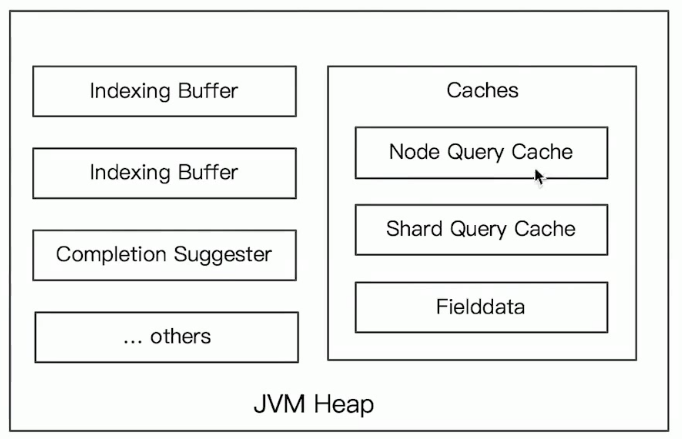 Indexing Buffer
Indexing Buffer
Completion Suggester
... others
Caches
Node Query Cache
Shard Query Cache
Fielddata
JVM Heap